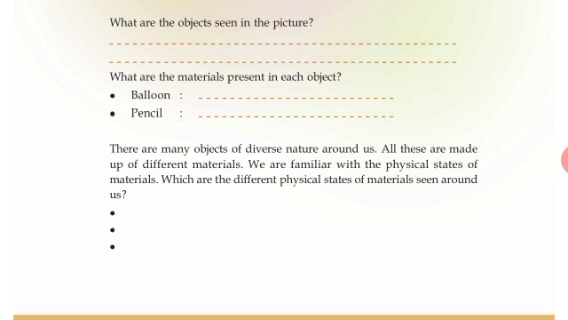 What are the objects seen in the picture?
What are the materials present in each object?
• Balloon :
• Pencil :
There are many objects of diverse nature around us. All these are made
up of different materials. We are familiar with the physical states of
materials. Which are the different physical states of materials seen around
us?
•
•
•